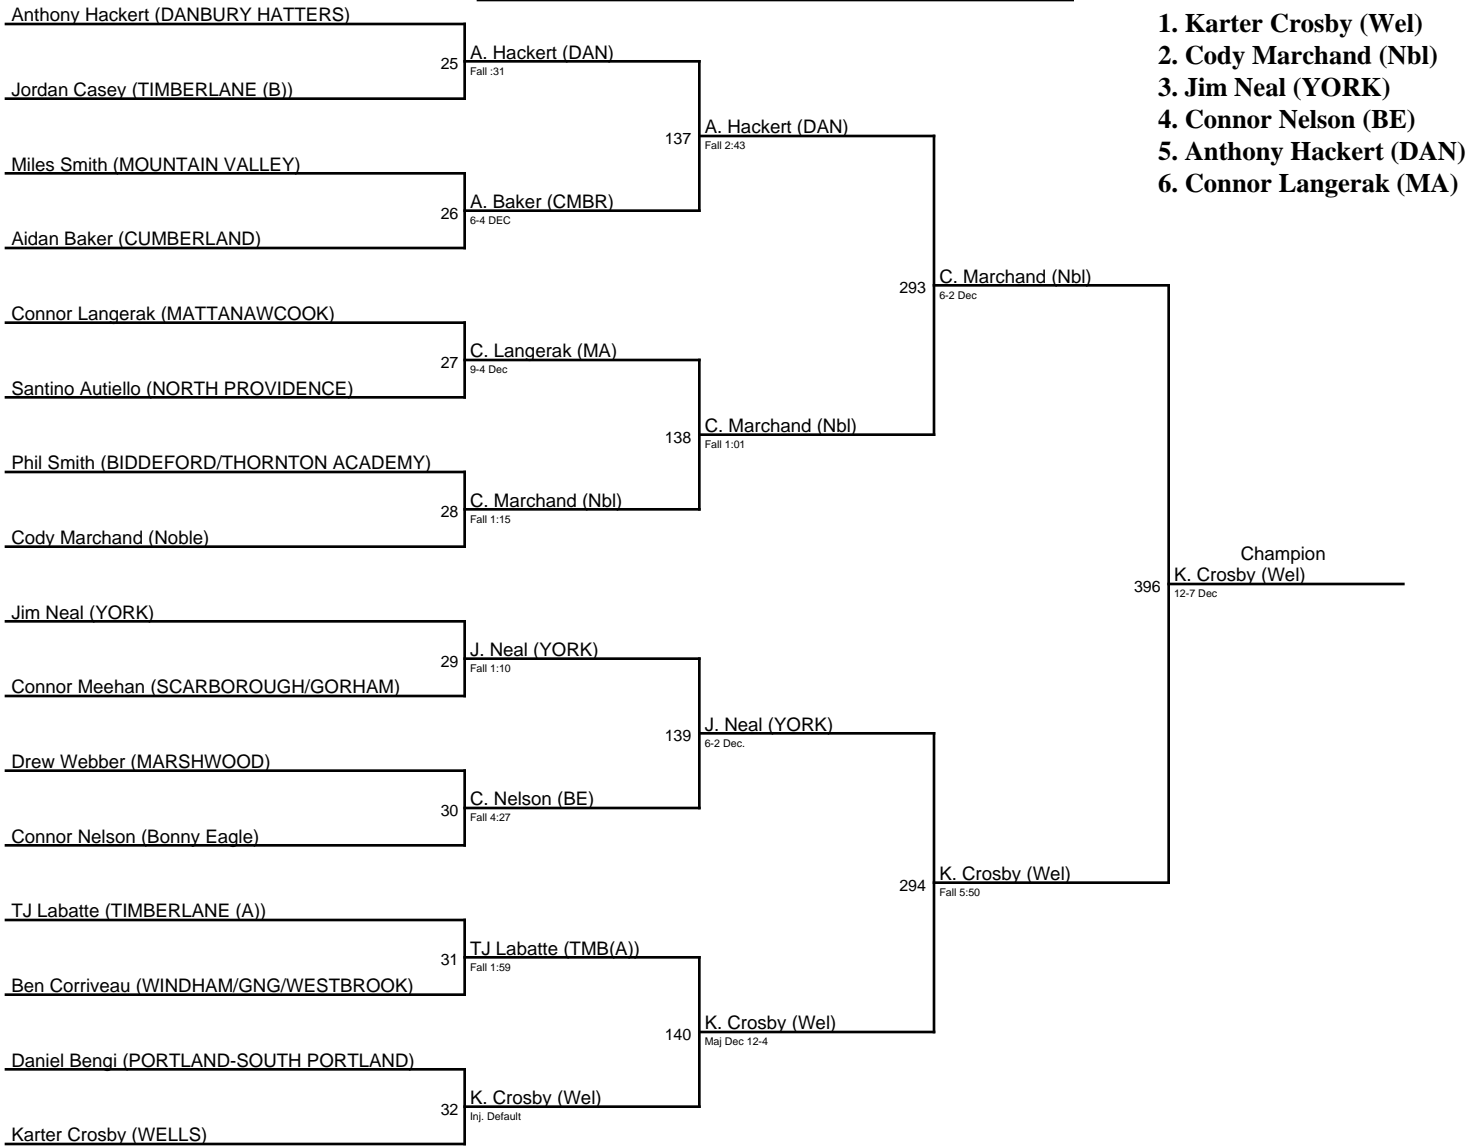 Anthony Hackert (DANBURY HATTERS)
25
A. Hackert (DAN)
Fall :31
Jordan Casey (TIMBERLANE (B))
137
A. Hackert (DAN)
Fall 2:43
Miles Smith (MOUNTAIN VALLEY)
26
A. Baker (CMBR)
6-4 DEC
Aidan Baker (CUMBERLAND)
293
C. Marchand (Nbl)
6-2 Dec
Connor Langerak (MATTANAWCOOK)
27
C. Langerak (MA)
9-4 Dec
Santino Autiello (NORTH PROVIDENCE)
138
C. Marchand (Nbl)
Fall 1:01
Phil Smith (BIDDEFORD/THORNTON ACADEMY)
28
C. Marchand (Nbl)
Fall 1:15
Cody Marchand (Noble)
396
Champion
K. Crosby (Wel)
12-7 Dec
Jim Neal (YORK)
29
J. Neal (YORK)
Fall 1:10
Connor Meehan (SCARBOROUGH/GORHAM)
139
J. Neal (YORK)
6-2 Dec.
Drew Webber (MARSHWOOD)
30
C. Nelson (BE)
Fall 4:27
Connor Nelson (Bonny Eagle)
294
K. Crosby (Wel)
Fall 5:50
TJ Labatte (TIMBERLANE (A))
31
TJ Labatte (TMB(A))
Fall 1:59
Ben Corriveau (WINDHAM/GNG/WESTBROOK)
140
K. Crosby (Wel)
Maj Dec 12-4
Daniel Bengi (PORTLAND-SOUTH PORTLAND)
32
K. Crosby (Wel)
Inj. Default
Karter Crosby (WELLS)
1. Karter Crosby (Wel)
2. Cody Marchand (Nbl)
3. Jim Neal (YORK)
4. Connor Nelson (BE)
5. Anthony Hackert (DAN)
6. Connor Langerak (MA)